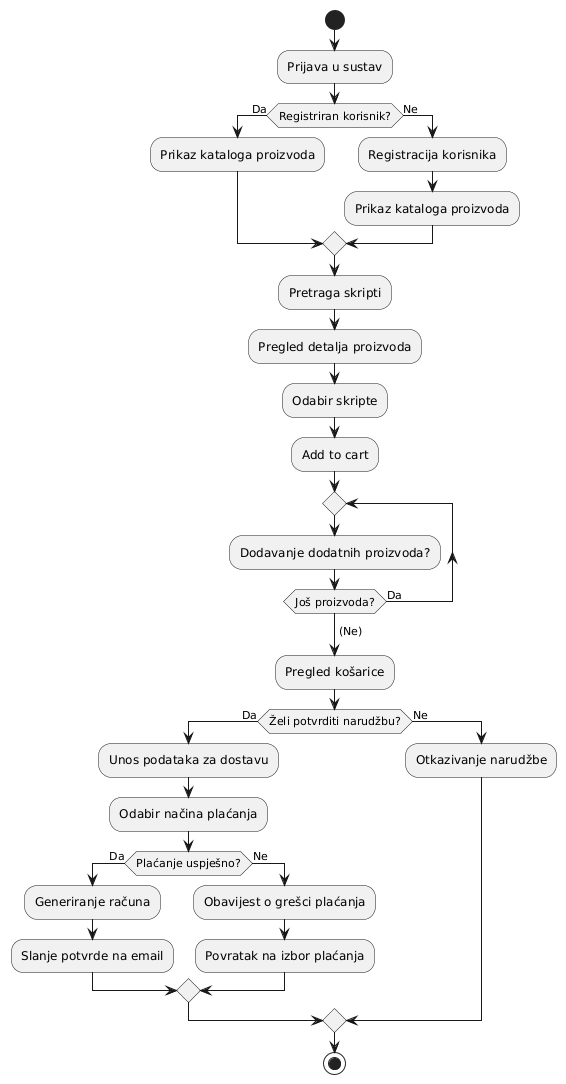 Prijava u sustav
Da
Registriran korisnik?
Ne
Prikaz kataloga proizvoda
Registracija korisnika
Prikaz kataloga proizvoda
Pretraga skripti
Pregled detalja proizvoda
Odabir skripte
Add to cart
Dodavanje dodatnih proizvoda?
Još proizvoda?
Da
(Ne)
Pregled košarice
Da
Želi potvrditi narudžbu?
Ne
Unos podataka za dostavu
Otkazivanje narudžbe
Odabir načina plaćanja
Da
Plaćanje uspješno?
Ne
Generiranje računa
Obavijest o grešci plaćanja
Slanje potvrde na email
Povratak na izbor plaćanja